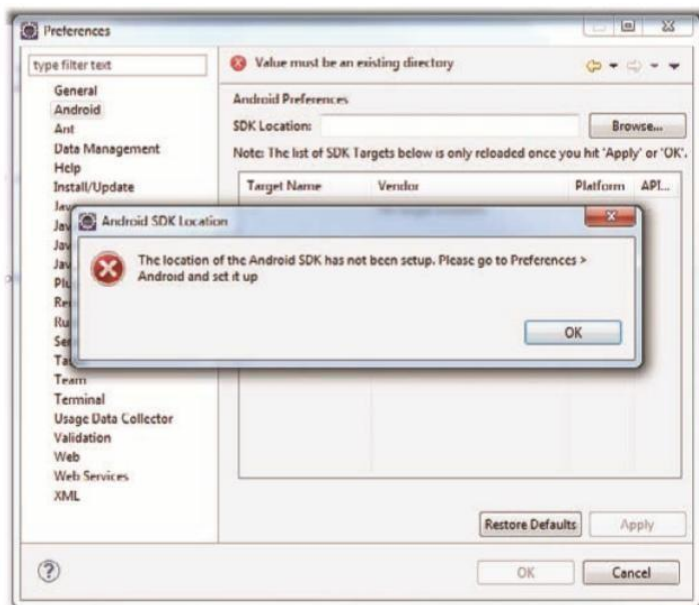 Preferences
type filter text
Value must be an existing directory
General
Android
Ant
Data Management
Help
Install/Update
Android Preferences
SDK Location:
Browse...
Note: The list of SDK Targets below is only reloaded once you hit 'Apply' or 'OK'.
Target Name Vendor Platform API...
Android SDK Location
The location of the Android SDK has not been setup. Please go to Preferences >
Android and set it up
OK
Team
Terminal
Usage Data Collector
Validation
Web
Web Services
XML
Restore Defaults
Apply
OK
Cancel